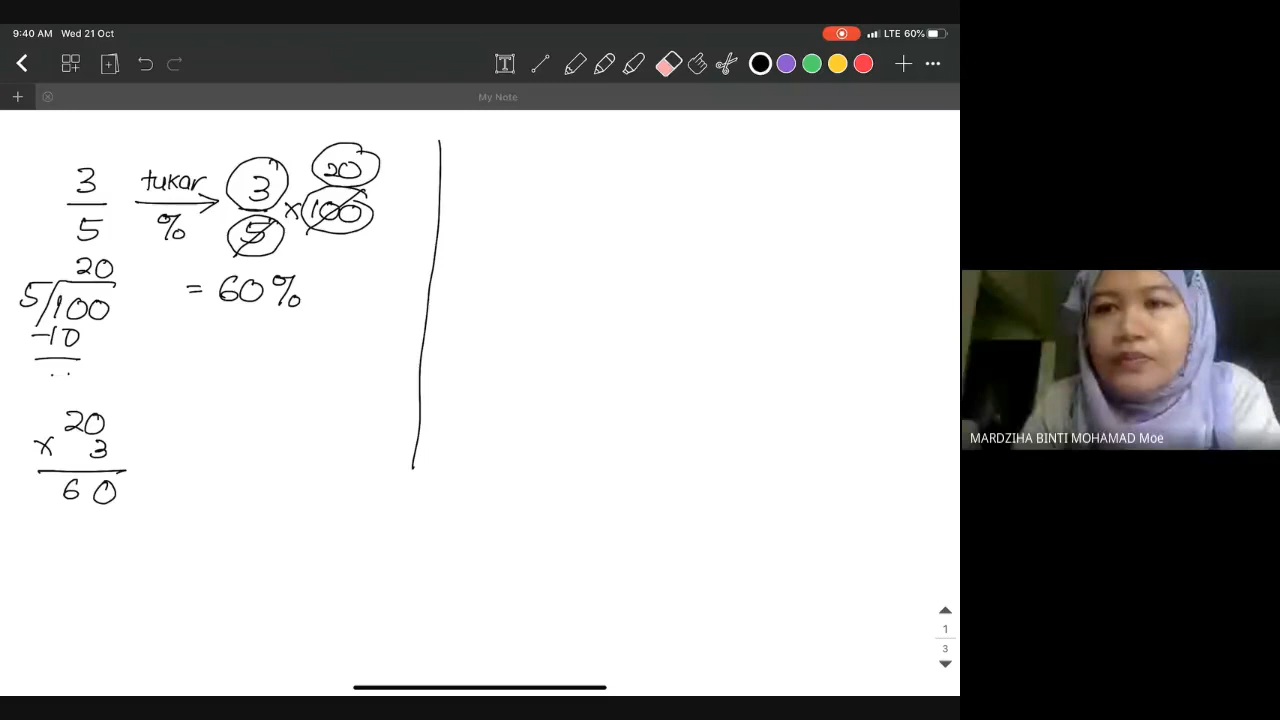 9:40 AM Wed 21 Oct
LTE 60%
T
My Note
3/5 tukar % → 3/5 × 100 20
= 60%
20
5/100
-10
20
× 3
60
1
3
MARDZIHA BINTI MOHAMAD Moe